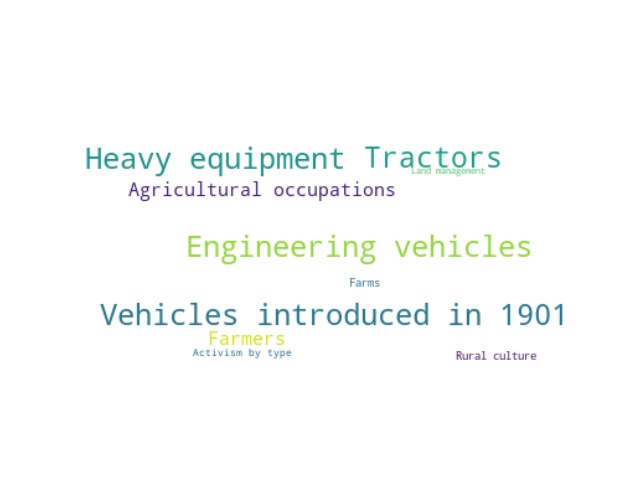 Heavy equipment
Tractors
Land management
Agricultural occupations
Engineering vehicles
Farms
Vehicles introduced in 1901
Farmers
Activism by type
Rural culture